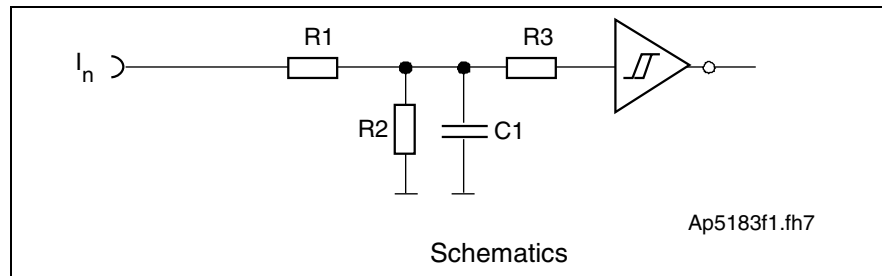 R1
R3
In
R2
C1
Ap5183f1.fh7
Schematics